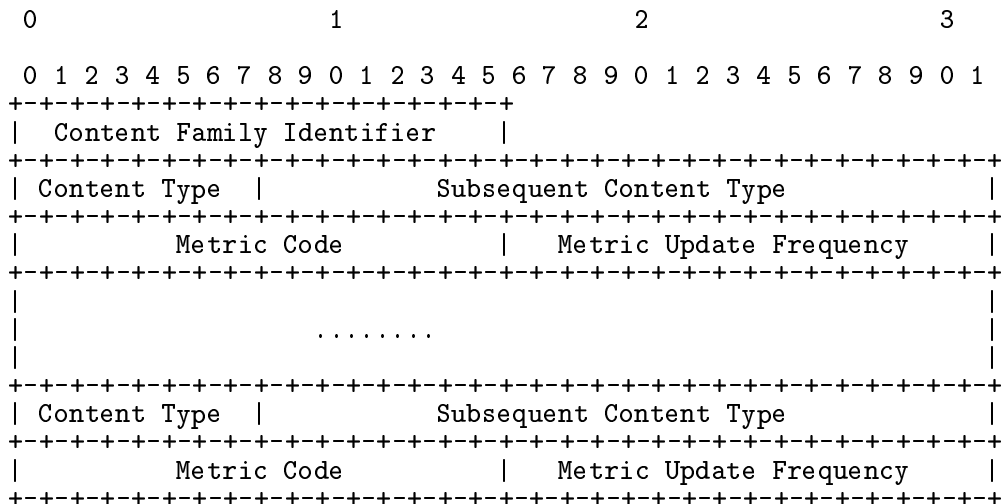 0                   1                   2                   3
0 1 2 3 4 5 6 7 8 9 0 1 2 3 4 5 6 7 8 9 0 1 2 3 4 5 6 7 8 9 0 1
+-+-+-+-+-+-+-+-+-+-+-+-+-+-+-+-+
|  Content Family Identifier    |
+-+-+-+-+-+-+-+-+-+-+-+-+-+-+-+-+-+-+-+-+-+-+-+-+-+-+-+-+-+-+-+-+
| Content Type  |           Subsequent Content Type             |
+-+-+-+-+-+-+-+-+-+-+-+-+-+-+-+-+-+-+-+-+-+-+-+-+-+-+-+-+-+-+-+-+
|          Metric Code          |   Metric Update Frequency     |
+-+-+-+-+-+-+-+-+-+-+-+-+-+-+-+-+-+-+-+-+-+-+-+-+-+-+-+-+-+-+-+-+
|                                                               |
|                   ........                                    |
|                                                               |
+-+-+-+-+-+-+-+-+-+-+-+-+-+-+-+-+-+-+-+-+-+-+-+-+-+-+-+-+-+-+-+-+
| Content Type  |           Subsequent Content Type             |
+-+-+-+-+-+-+-+-+-+-+-+-+-+-+-+-+-+-+-+-+-+-+-+-+-+-+-+-+-+-+-+-+
|          Metric Code          |   Metric Update Frequency     |
+-+-+-+-+-+-+-+-+-+-+-+-+-+-+-+-+-+-+-+-+-+-+-+-+-+-+-+-+-+-+-+-+